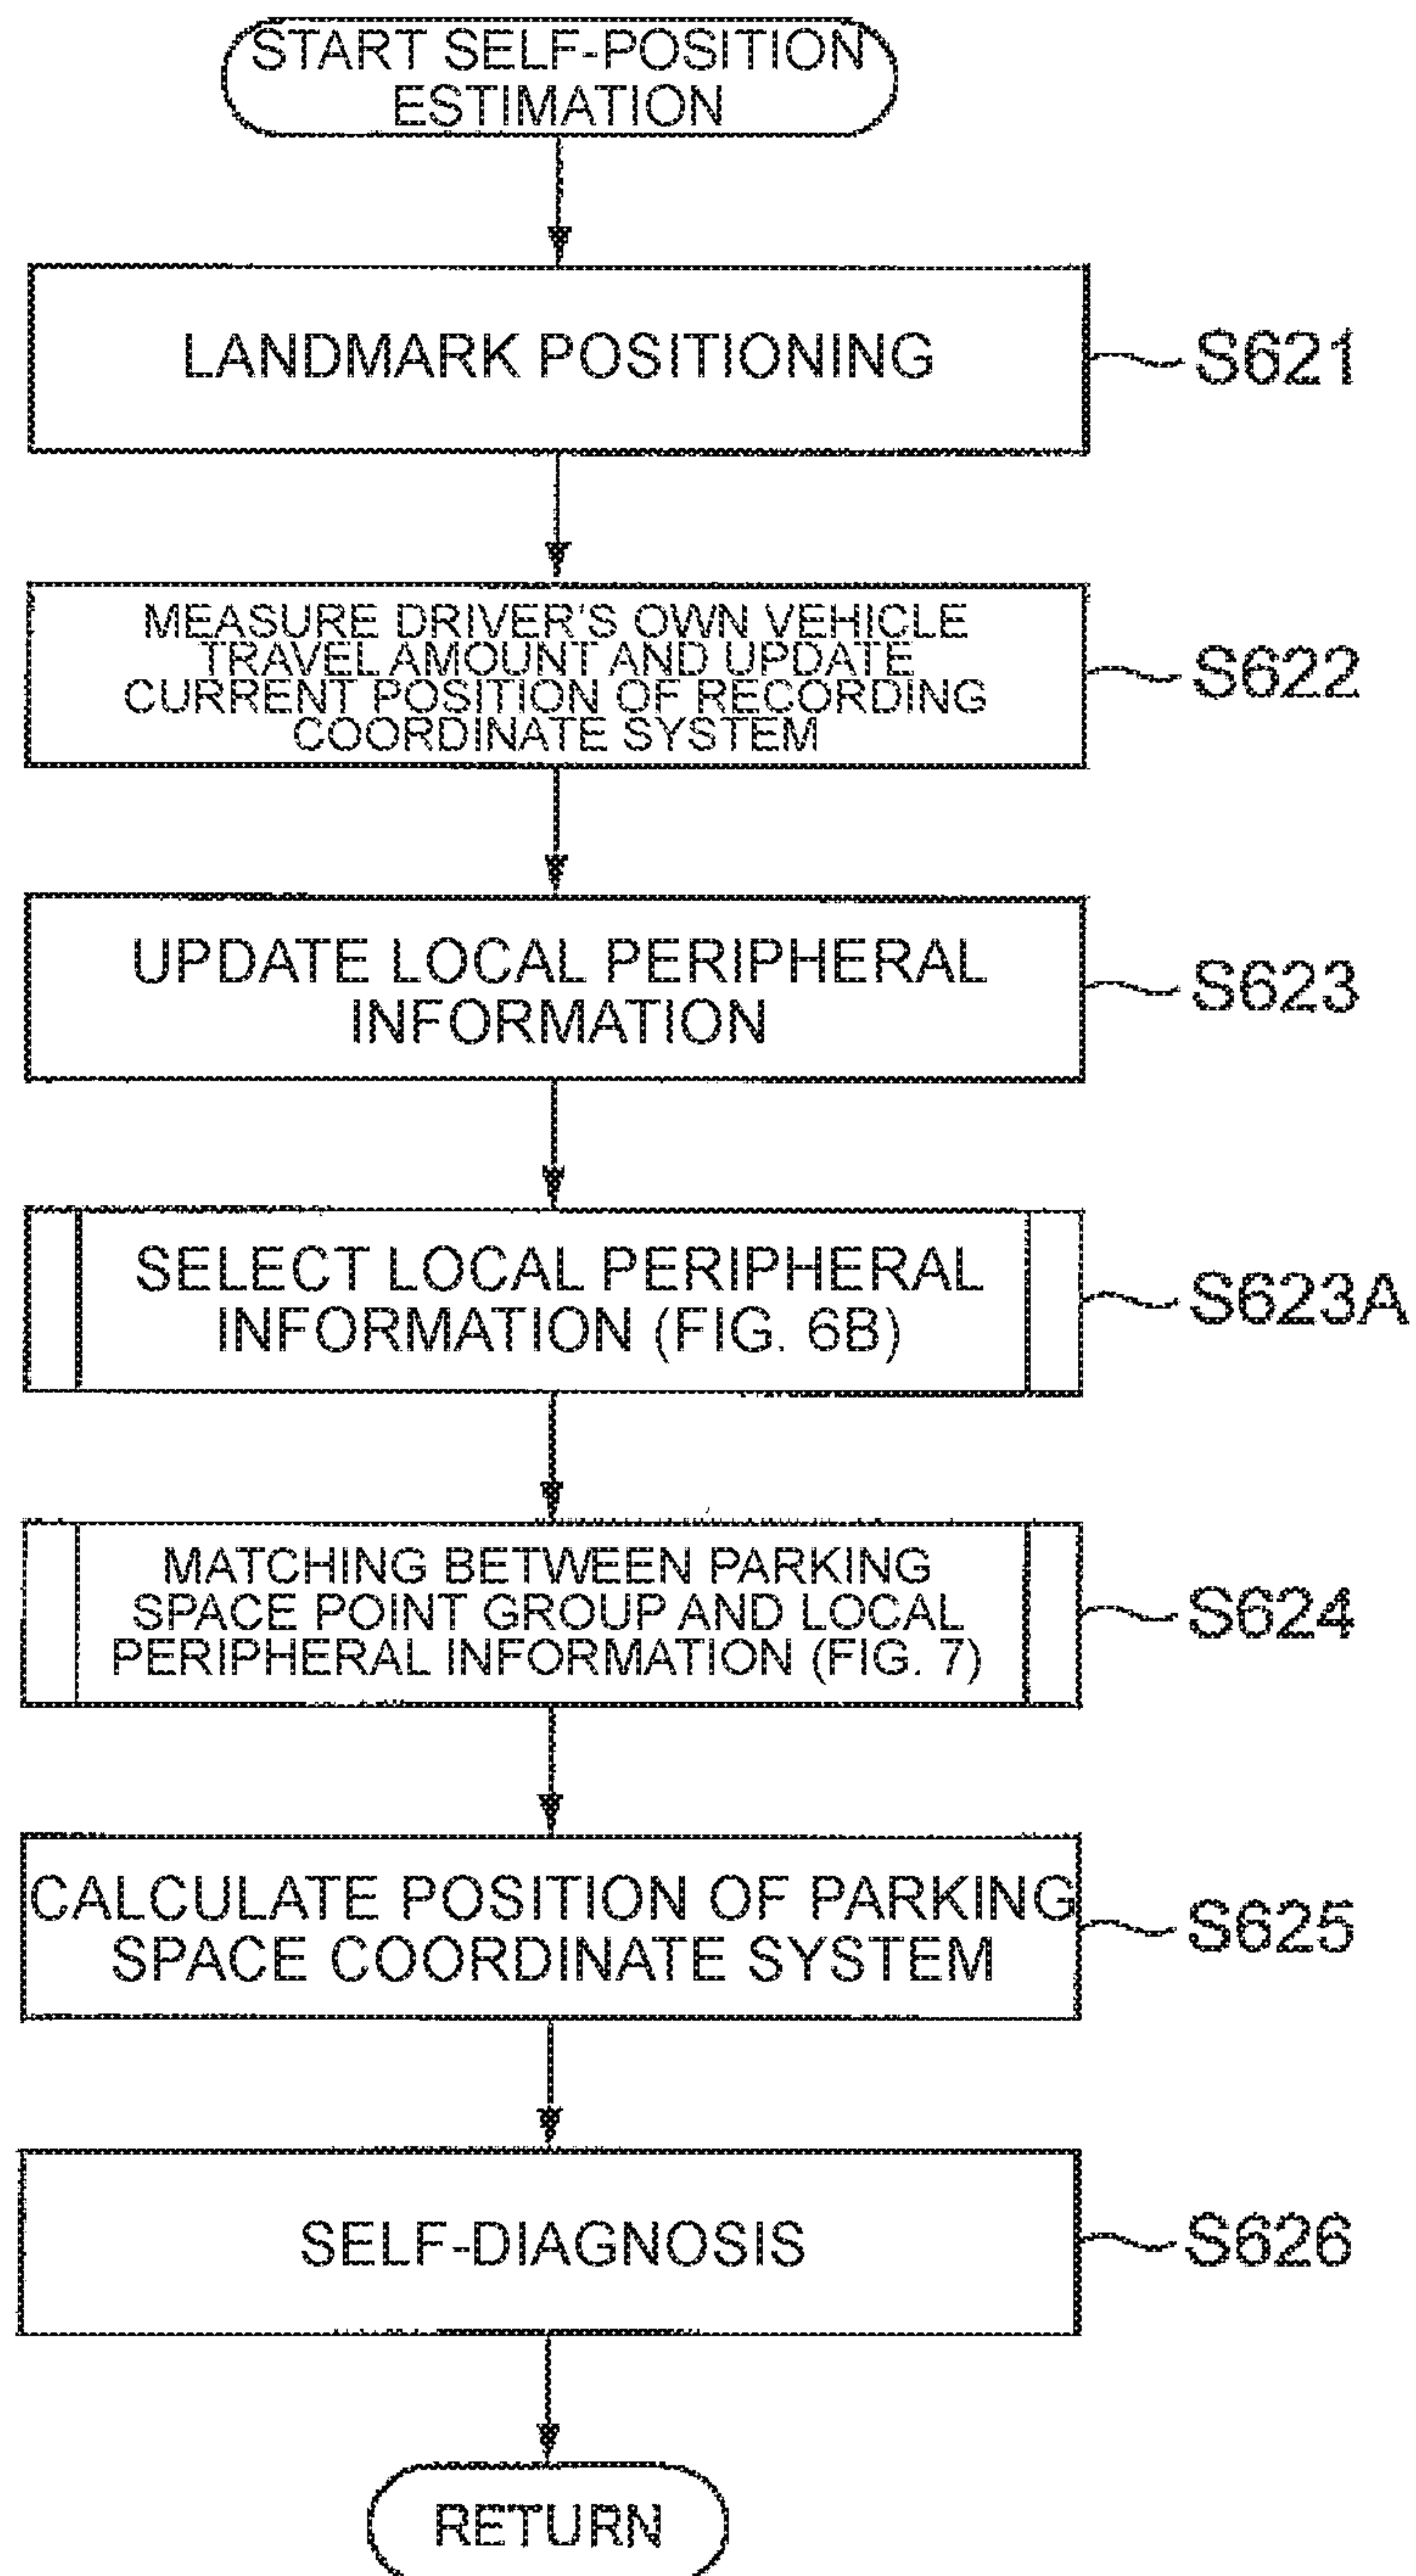 START SELF-POSITION
ESTIMATION
LANDMARK POSITIONING
S621
MEASURE DRIVER'S OWN VEHICLE
TRAVEL AMOUNT AND UPDATE
CURRENT POSITION OF RECORDING
COORDINATE SYSTEM
S622
UPDATE LOCAL PERIPHERAL
INFORMATION
S623
SELECT LOCAL PERIPHERAL
INFORMATION (FIG. 6B)
S623A
MATCHING BETWEEN PARKING
SPACE POINT GROUP AND LOCAL
PERIPHERAL INFORMATION (FIG. 7)
S624
CALCULATE POSITION OF PARKING
SPACE COORDINATE SYSTEM
S625
SELF-DIAGNOSIS
S626
RETURN